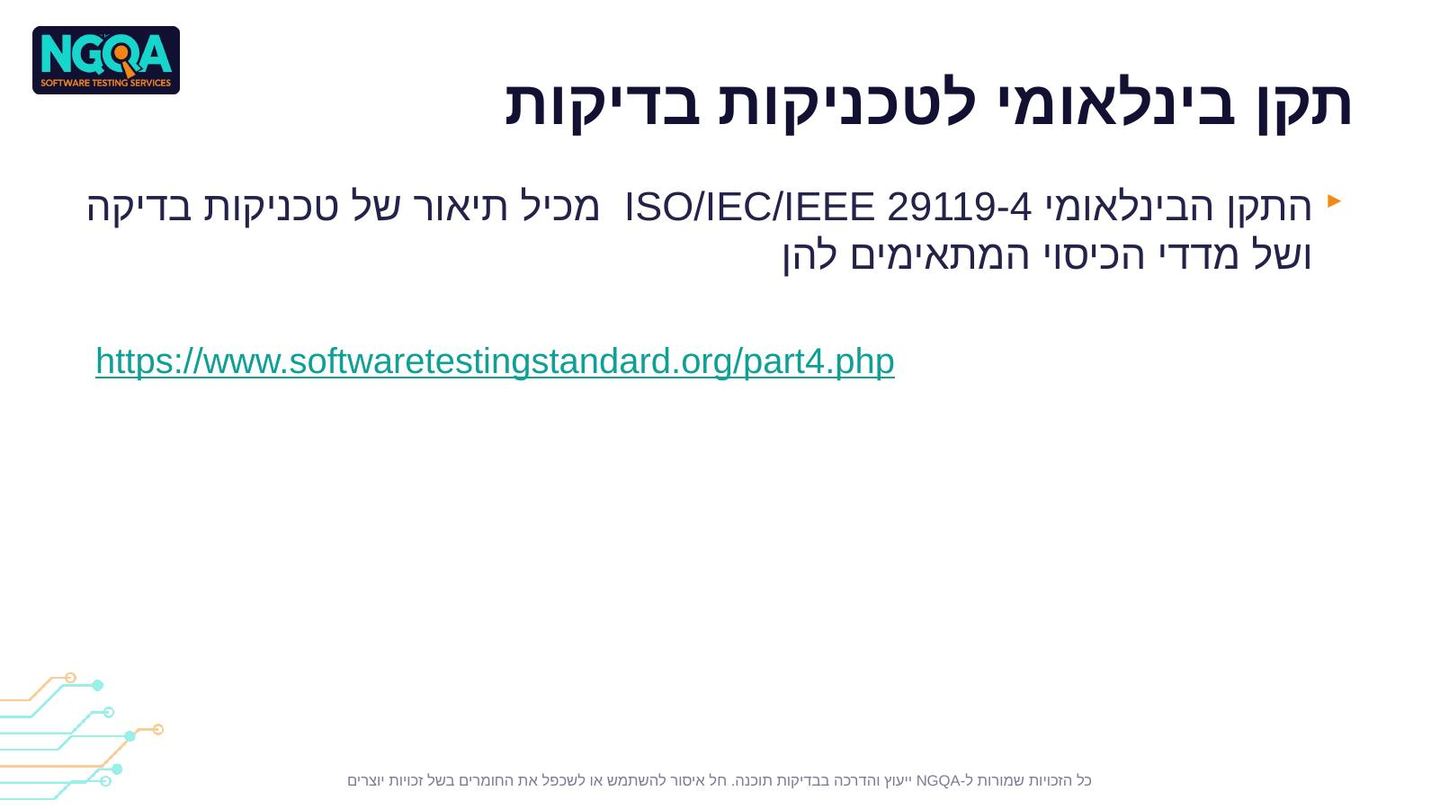 NGQA
SOFTWARE TESTING SERVICES
תקן בינלאומי לטכניקות בדיקות
התקן הבינלאומי ISO/IEC/IEEE 29119-4 מכיל תיאור של טכניקות בדיקה
ושל מדדי הכיסוי המתאימים להן
https://www.softwaretestingstandard.org/part4.php
כל הזכויות שמורות ל-NGQA ייעוץ והדרכה בבדיקות תוכנה. חל איסור להשתמש או לשכפל את החומרים בשל זכויות יוצרים